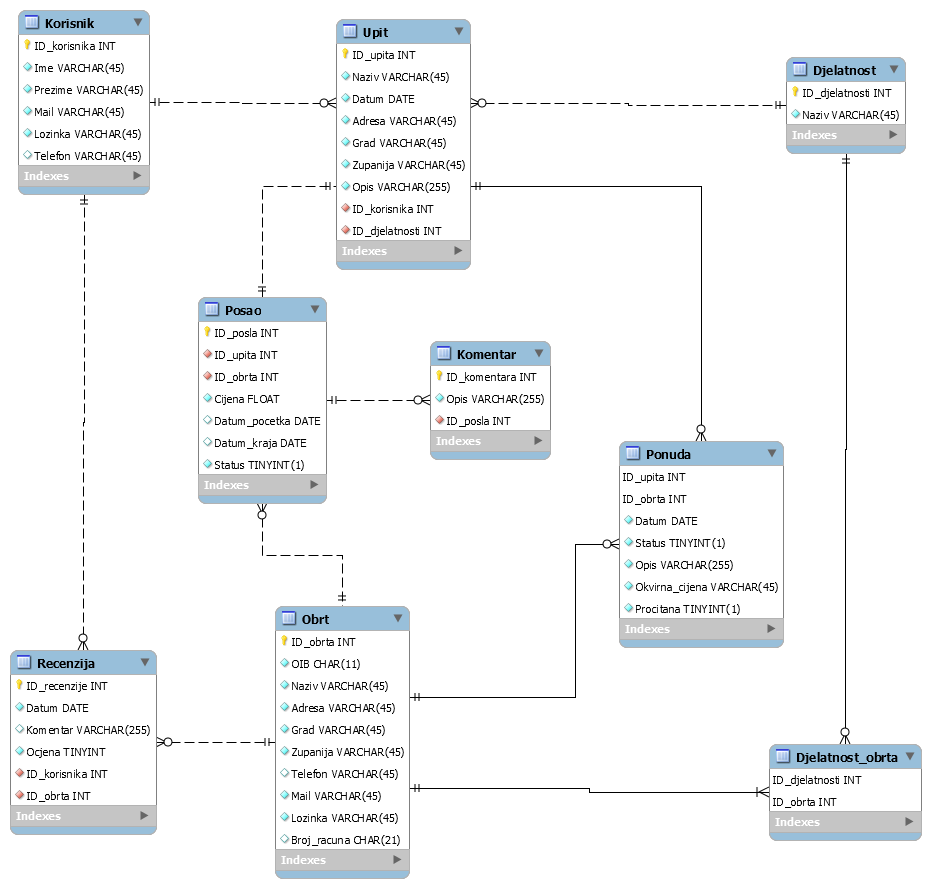 Korisnik
ID_korisnika INT
Ime VARCHAR(45)
Prezime VARCHAR(45)
Mail VARCHAR(45)
Lozinka VARCHAR(45)
Telefon VARCHAR(45)
Indexes
Upit
ID_upita INT
Naziv VARCHAR(45)
Datum DATE
Adresa VARCHAR(45)
Grad VARCHAR(45)
Zupanija VARCHAR(45)
Opis VARCHAR(255)
ID_korisnika INT
ID_djelatnosti INT
Indexes
Djelatnost
ID_djelatnosti INT
Naziv VARCHAR(45)
Indexes
Posao
ID_posla INT
ID_upita INT
ID_obrta INT
Cijena FLOAT
Datum_pocetka DATE
Datum_kraja DATE
Status TINYINT(1)
Indexes
Komentar
ID_komentara INT
Opis VARCHAR(255)
ID_posla INT
Indexes
Ponuda
ID_upita INT
ID_obrta INT
Datum DATE
Status TINYINT(1)
Opis VARCHAR(255)
Okvirna_cijena VARCHAR(45)
Procitana TINYINT(1)
Indexes
Recenzija
ID_recenzije INT
Datum DATE
Komentar VARCHAR(255)
Ocjena TINYINT
ID_korisnika INT
ID_obrta INT
Indexes
Obrt
ID_obrta INT
OIB CHAR(11)
Naziv VARCHAR(45)
Adresa VARCHAR(45)
Grad VARCHAR(45)
Zupanija VARCHAR(45)
Telefon VARCHAR(45)
Mail VARCHAR(45)
Lozinka VARCHAR(45)
Broj_racuna CHAR(21)
Indexes
Djelatnost_obrta
ID_djelatnosti INT
ID_obrta INT
Indexes